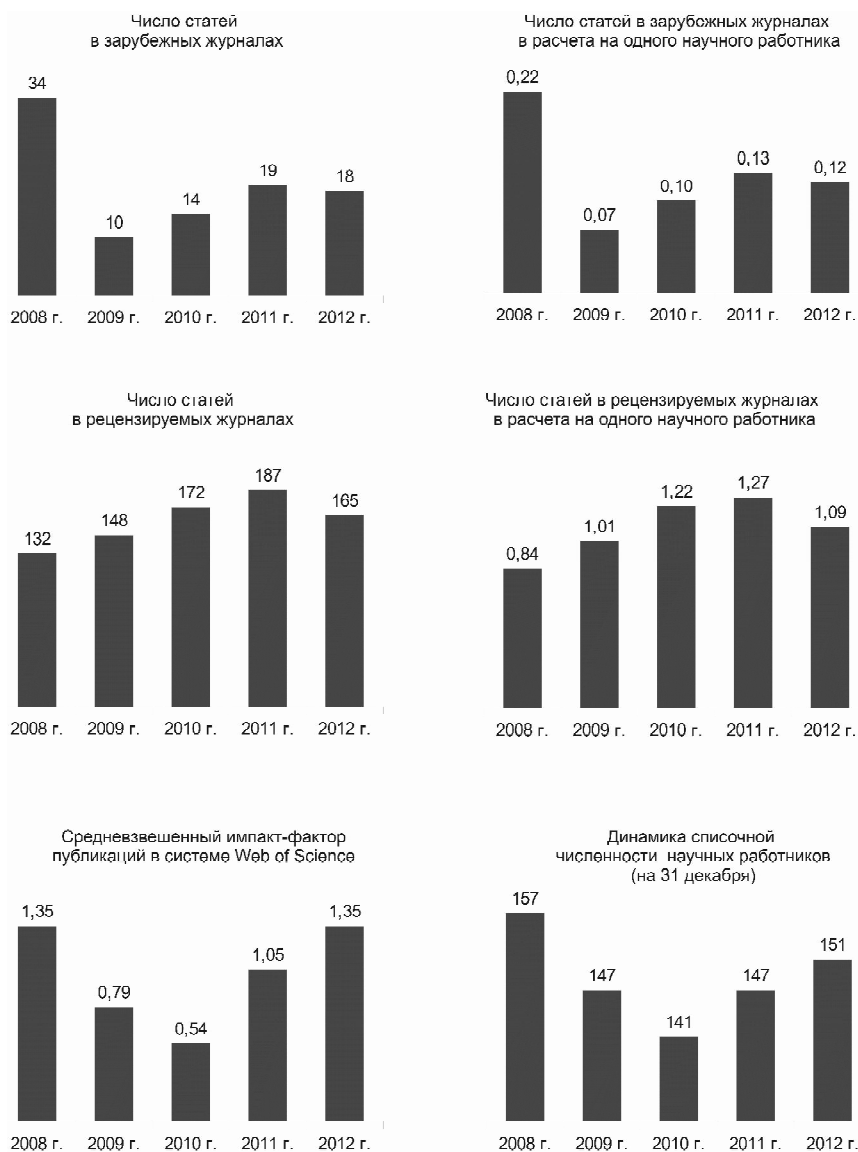 Число статей
в зарубежных журналах
34
10
14
19
18
2008 г. 2009 г. 2010 г. 2011 г. 2012 г.
Число статой в зарубожных журналах
в расчета на одного научного работника
0,22
0,07
0,10
0,13
0,12
2008 г. 2009 г. 2010 г. 2011 г. 2012 г.
Число статей
в рецензируемых журналах
132
148
172
187
165
2008 г. 2009 г. 2010 г. 2011 г. 2012 г.
Число статей в рецензируемых журналах
в расчета на одного научного работника
0,84
1,01
1,22
1,27
1,09
2008 г. 2009 г. 2010 г. 2011 г. 2012 г.
Средневзвешенный импакт-фактор
публикаций в системе Web of Science
1,35
0,79
0,54
1,05
1,35
2008 г. 2009 г. 2010 г. 2011 г. 2012 г.
Динамика списочной
численности научных работников
(на 31 декабря)
157
147
141
147
151
2008 г. 2009 г. 2010 г. 2011 г. 2012 г.